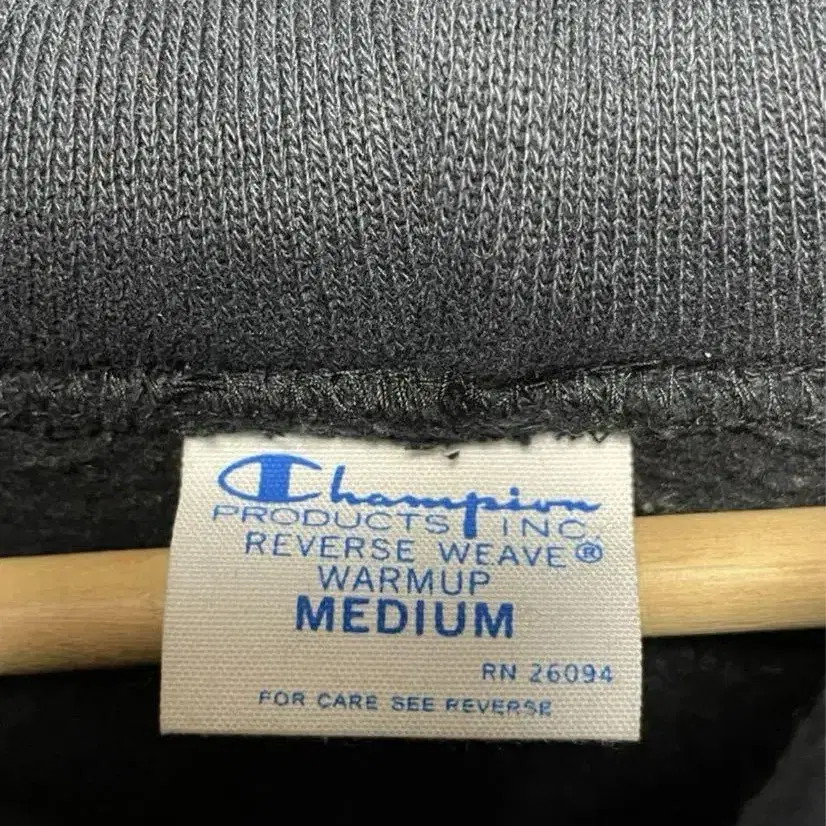 Champion
PRODUCTS INC
REVERSE WEAVE®
WARMUP
MEDIUM
RN 26094
FOR CARE SEE REVERSE